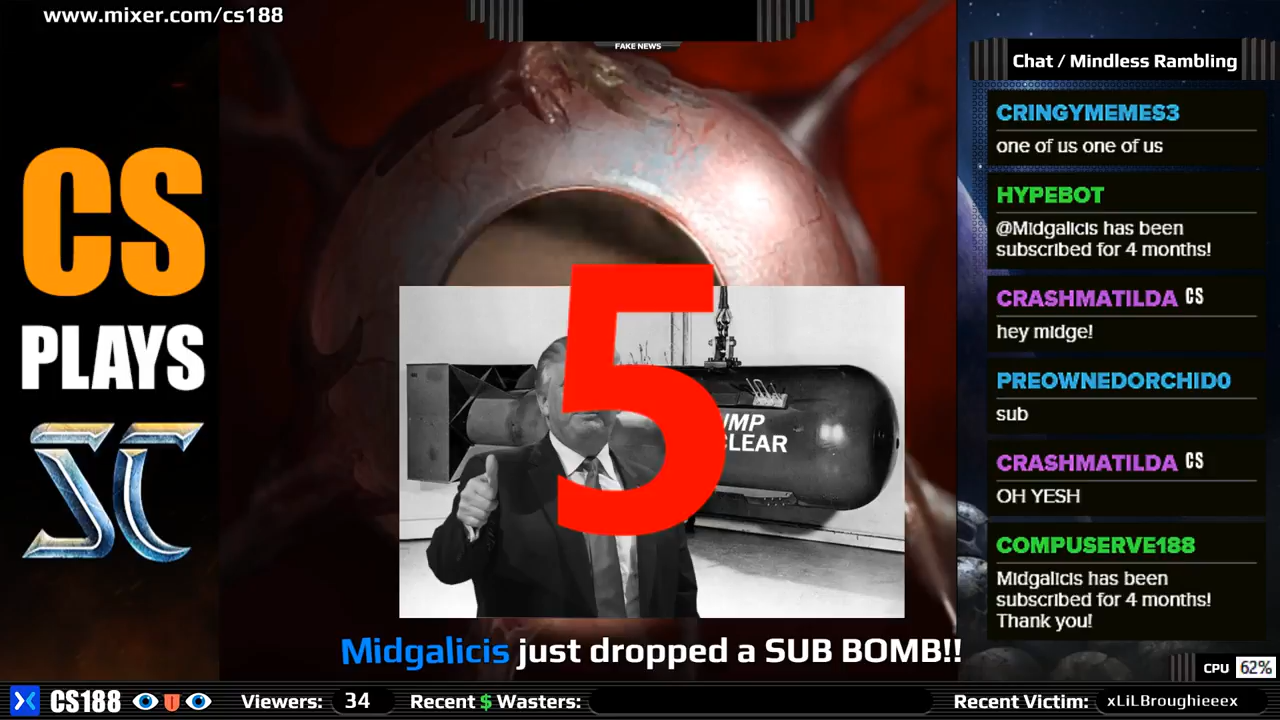 www.mixer.com/cs188
FAKE NEWS
Chat / Mindless Rambling
CRINGYMEMES3
one of us one of us
HYPEBOT
@Midgalicis has been
subscribed for 4 months!
CRASHMATILDA CS
hey midge!
PREOWNEDORCHID0
sub
CRASHMATILDA CS
OH YESH
COMPUSERVE188
Midgalicis has been
subscribed for 4 months!
Thank you!
CS
PLAYS
SC
5
Midgalicis just dropped a SUB BOMB!!
CPU 62%
CS188
Viewers: 34
Recent $ Wasters:
Recent Victim: xLiLBroughieeex